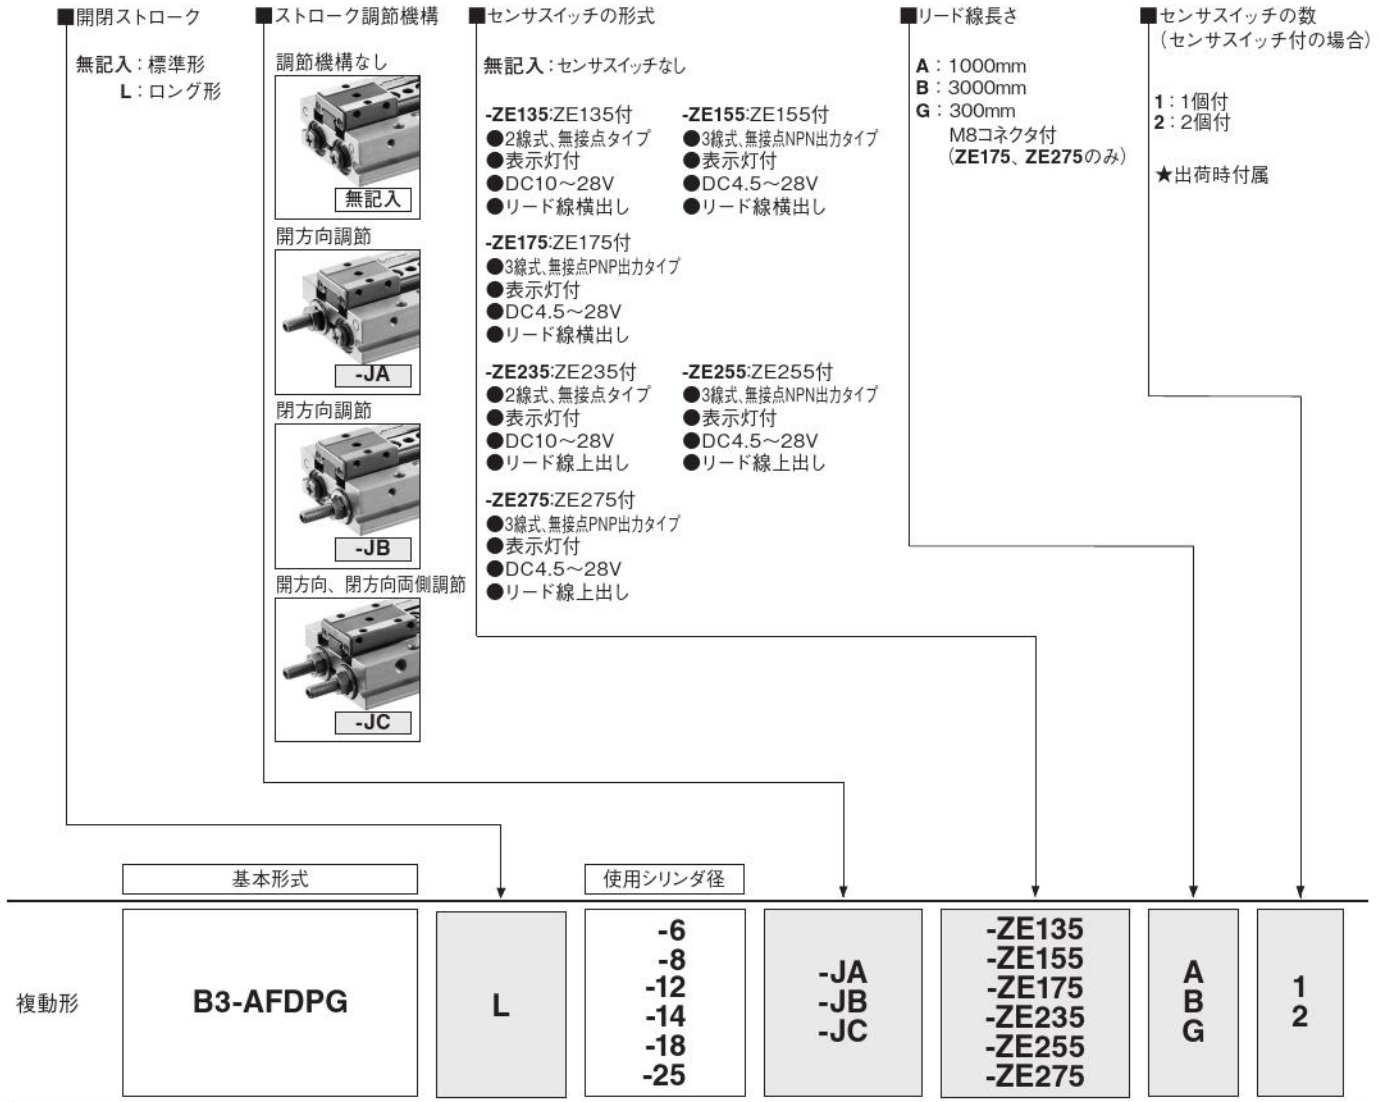 ■開閉ストローク
無記入：標準形
L：ロング形
■ストローク調節機構
調節機構なし
無記入
開方向調節
-JA
閉方向調節
-JB
開方向、閉方向両側調節
-JC
■センサスイッチの形式
無記入：センサスイッチなし
-ZE135:ZE135付
●2線式、無接点タイプ
●表示灯付
●DC10〜28V
●リード線横出し
-ZE155:ZE155付
●3線式、無接点NPN出力タイプ
●表示灯付
●DC4.5〜28V
●リード線横出し
-ZE175:ZE175付
●3線式、無接点PNP出力タイプ
●表示灯付
●DC4.5〜28V
●リード線横出し
-ZE235:ZE235付
●2線式、無接点タイプ
●表示灯付
●DC10〜28V
●リード線上出し
-ZE255:ZE255付
●3線式、無接点NPN出力タイプ
●表示灯付
●DC4.5〜28V
●リード線上出し
-ZE275:ZE275付
●3線式、無接点PNP出力タイプ
●表示灯付
●DC4.5〜28V
●リード線上出し
■リード線長さ
A：1000mm
B：3000mm
G：300mm
M8コネクタ付
(ZE175、ZE275のみ)
■センサスイッチの数
（センサスイッチ付の場合）
1：1個付
2：2個付
★出荷時付属
基本形式
使用シリンダ径
複動形
B3-AFDPG
L
-6
-8
-12
-14
-18
-25
-JA
-JB
-JC
-ZE135
-ZE155
-ZE175
-ZE235
-ZE255
-ZE275
A
B
G
1
2